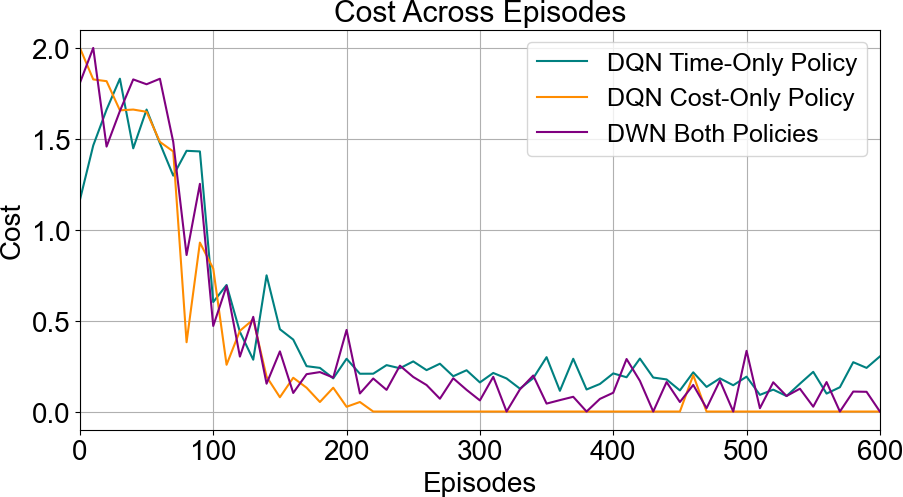 Cost Across Episodes
DQN Time-Only Policy
DQN Cost-Only Policy
DWN Both Policies
2.0
1.5
1.0
0.5
0.0
Cost
0 100 200 300 400 500 600
Episodes